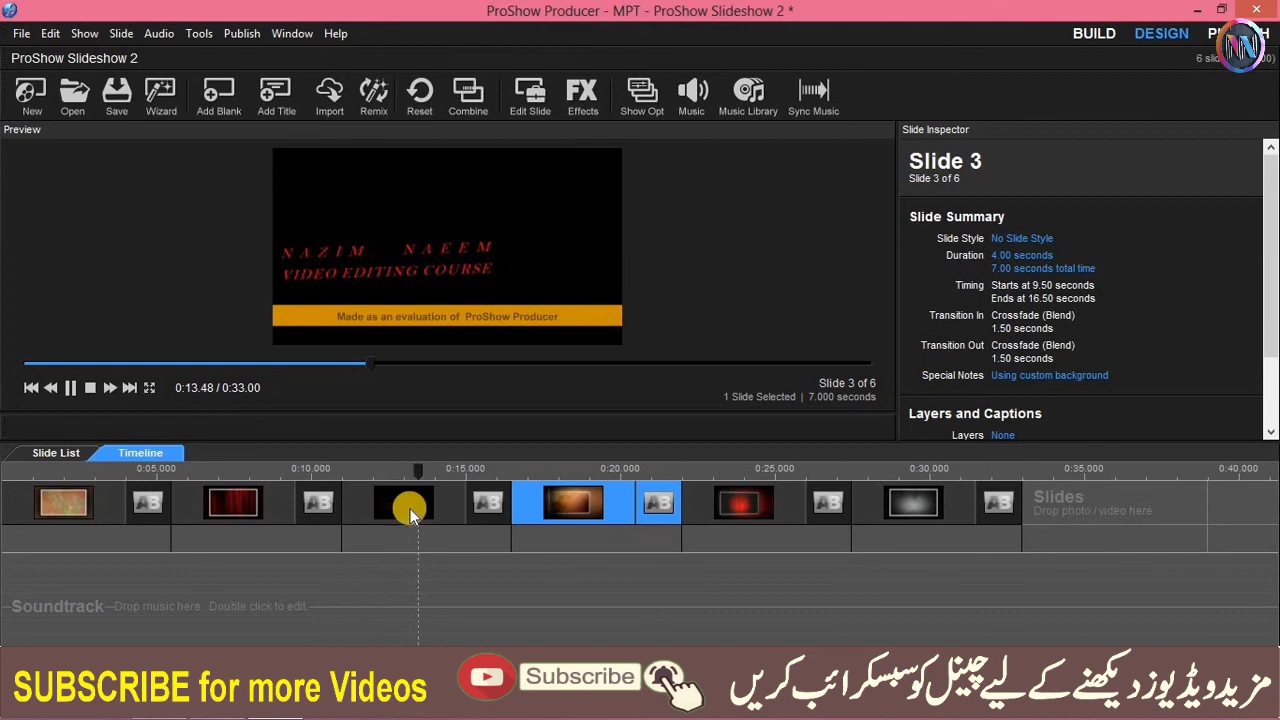 ProShow Producer - MPT - ProShow Slideshow 2 *
File Edit Show Slide Audio Tools Publish Window Help
BUILD DESIGN
ProShow Slideshow 2
New Open Save Wizard Add Blank Add Title Import Remix Reset Combine Edit Slide Effects Show Opt Music Music Library Sync Music
FX
Preview
Slide Inspector
Slide 3
Slide 3 of 6
Slide Summary
Slide Style No Slide Style
Duration 4.00 seconds
7.00 seconds total time
Timing Starts at 9.50 seconds
Ends at 16.50 seconds
Transition In Crossfade (Blend)
1.50 seconds
Transition Out Crossfade (Blend)
1.50 seconds
Special Notes Using custom background
Layers and Captions
Layers None
NAZIM NAEEM
VIDEO EDITING COURSE
Made as an evaluation of ProShow Producer
0:13.48 / 0:33.00
Slide 3 of 6
1 Slide Selected | 7.000 seconds
Slide List Timeline
0:05.000 0:10.000 0:15.000 0:20.000 0:25.000 0:30.000 0:35.000 0:40.000
AB AB AB AB AB AB
Slides
Drop photo / video here.
Soundtrack Drop music here. Double click to edit.
SUBSCRIBE for more Videos
Subscribe
مزید ویڈیوز دیکھنے کے لیے چینل کو سبسکرائب کریں